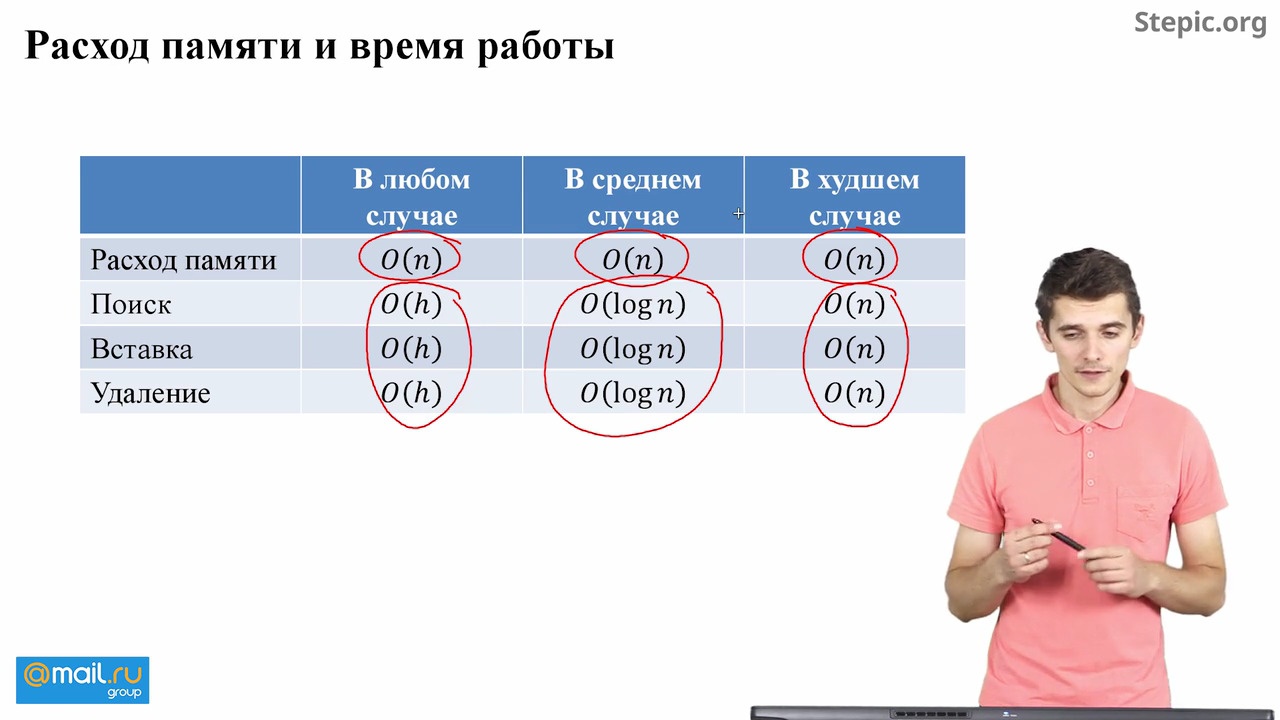 Stepic.org
Расход памяти и время работы
В любом случае
В среднем случае
В худшем случае
Расход памяти O(n) O(n) O(n)
Поиск O(h) O(log n) O(n)
Вставка O(h) O(log n) O(n)
Удаление O(h) O(log n) O(n)
@mail.ru
group